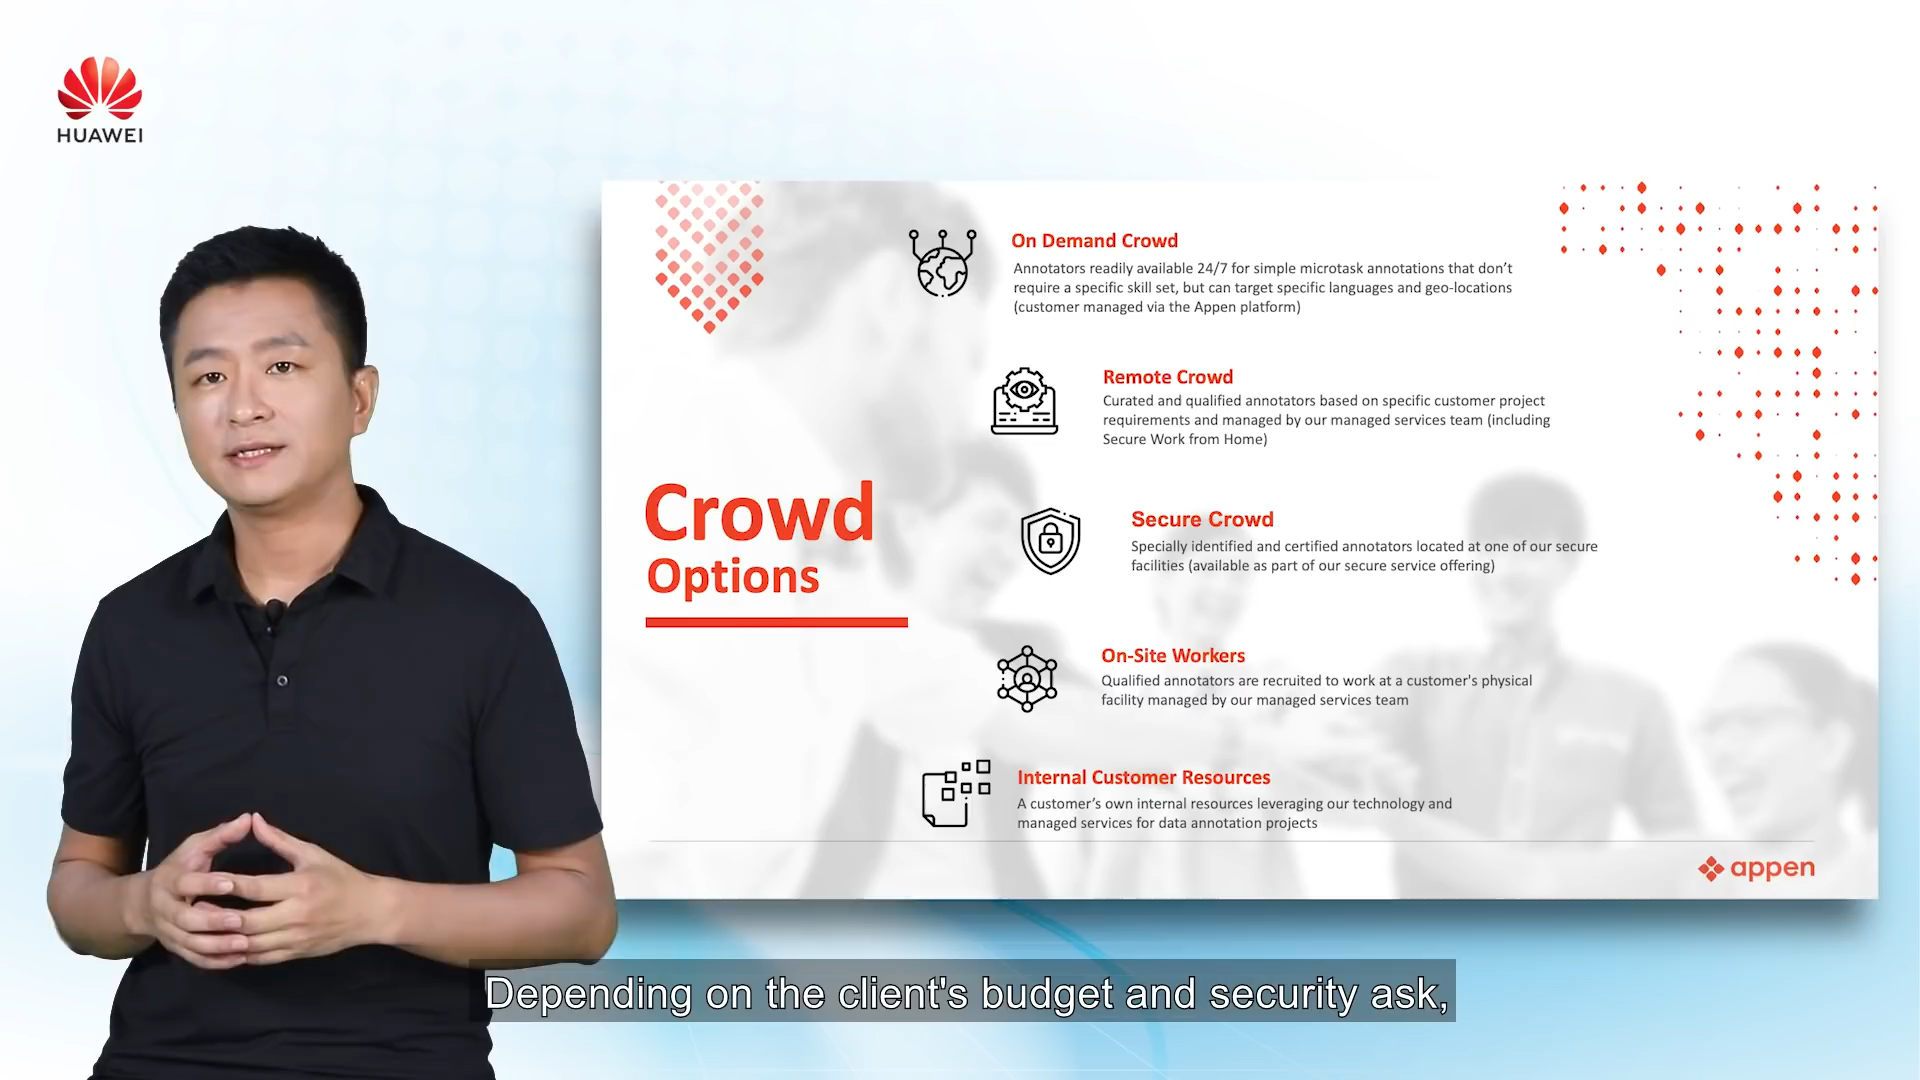 HUAWEI
On Demand Crowd
Annotators readily available 24/7 for simple microtask annotations that don’t
require a specific skill set, but can target specific languages and geo-locations
(customer managed via the Appen platform)
Remote Crowd
Curated and qualified annotators based on specific customer project
requirements and managed by our managed services team (including
Secure Work from Home)
Crowd
Options
Secure Crowd
Specially identified and certified annotators located at one of our secure
facilities (available as part of our secure service offering)
On-Site Workers
Qualified annotators are recruited to work at a customer's physical
facility managed by our managed services team
Internal Customer Resources
A customer’s own internal resources leveraging our technology and
managed services for data annotation projects
appen
Depending on the client's budget and security ask,